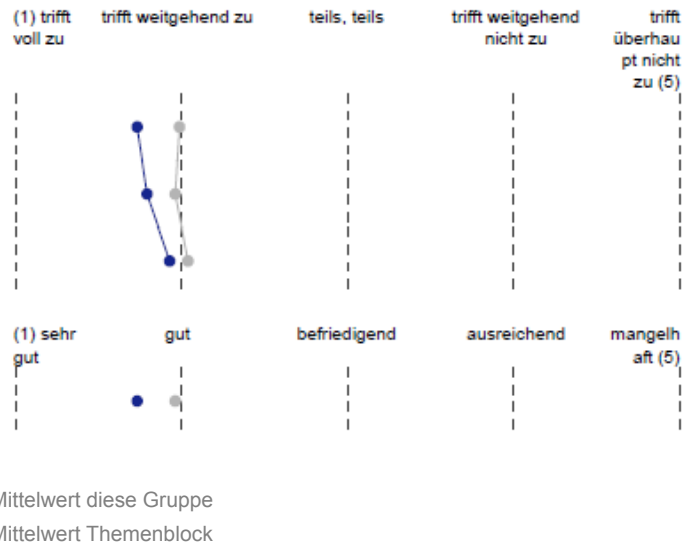 (1) trifft voll zu
trifft weitgehend zu
teils, teils
trifft weitgehend nicht zu
trifft überhau pt nicht zu (5)
(1) sehr gut
gut
befriedigend
ausreichend
mangelh aft (5)
Mittelwert diese Gruppe
Mittelwert Themenblock